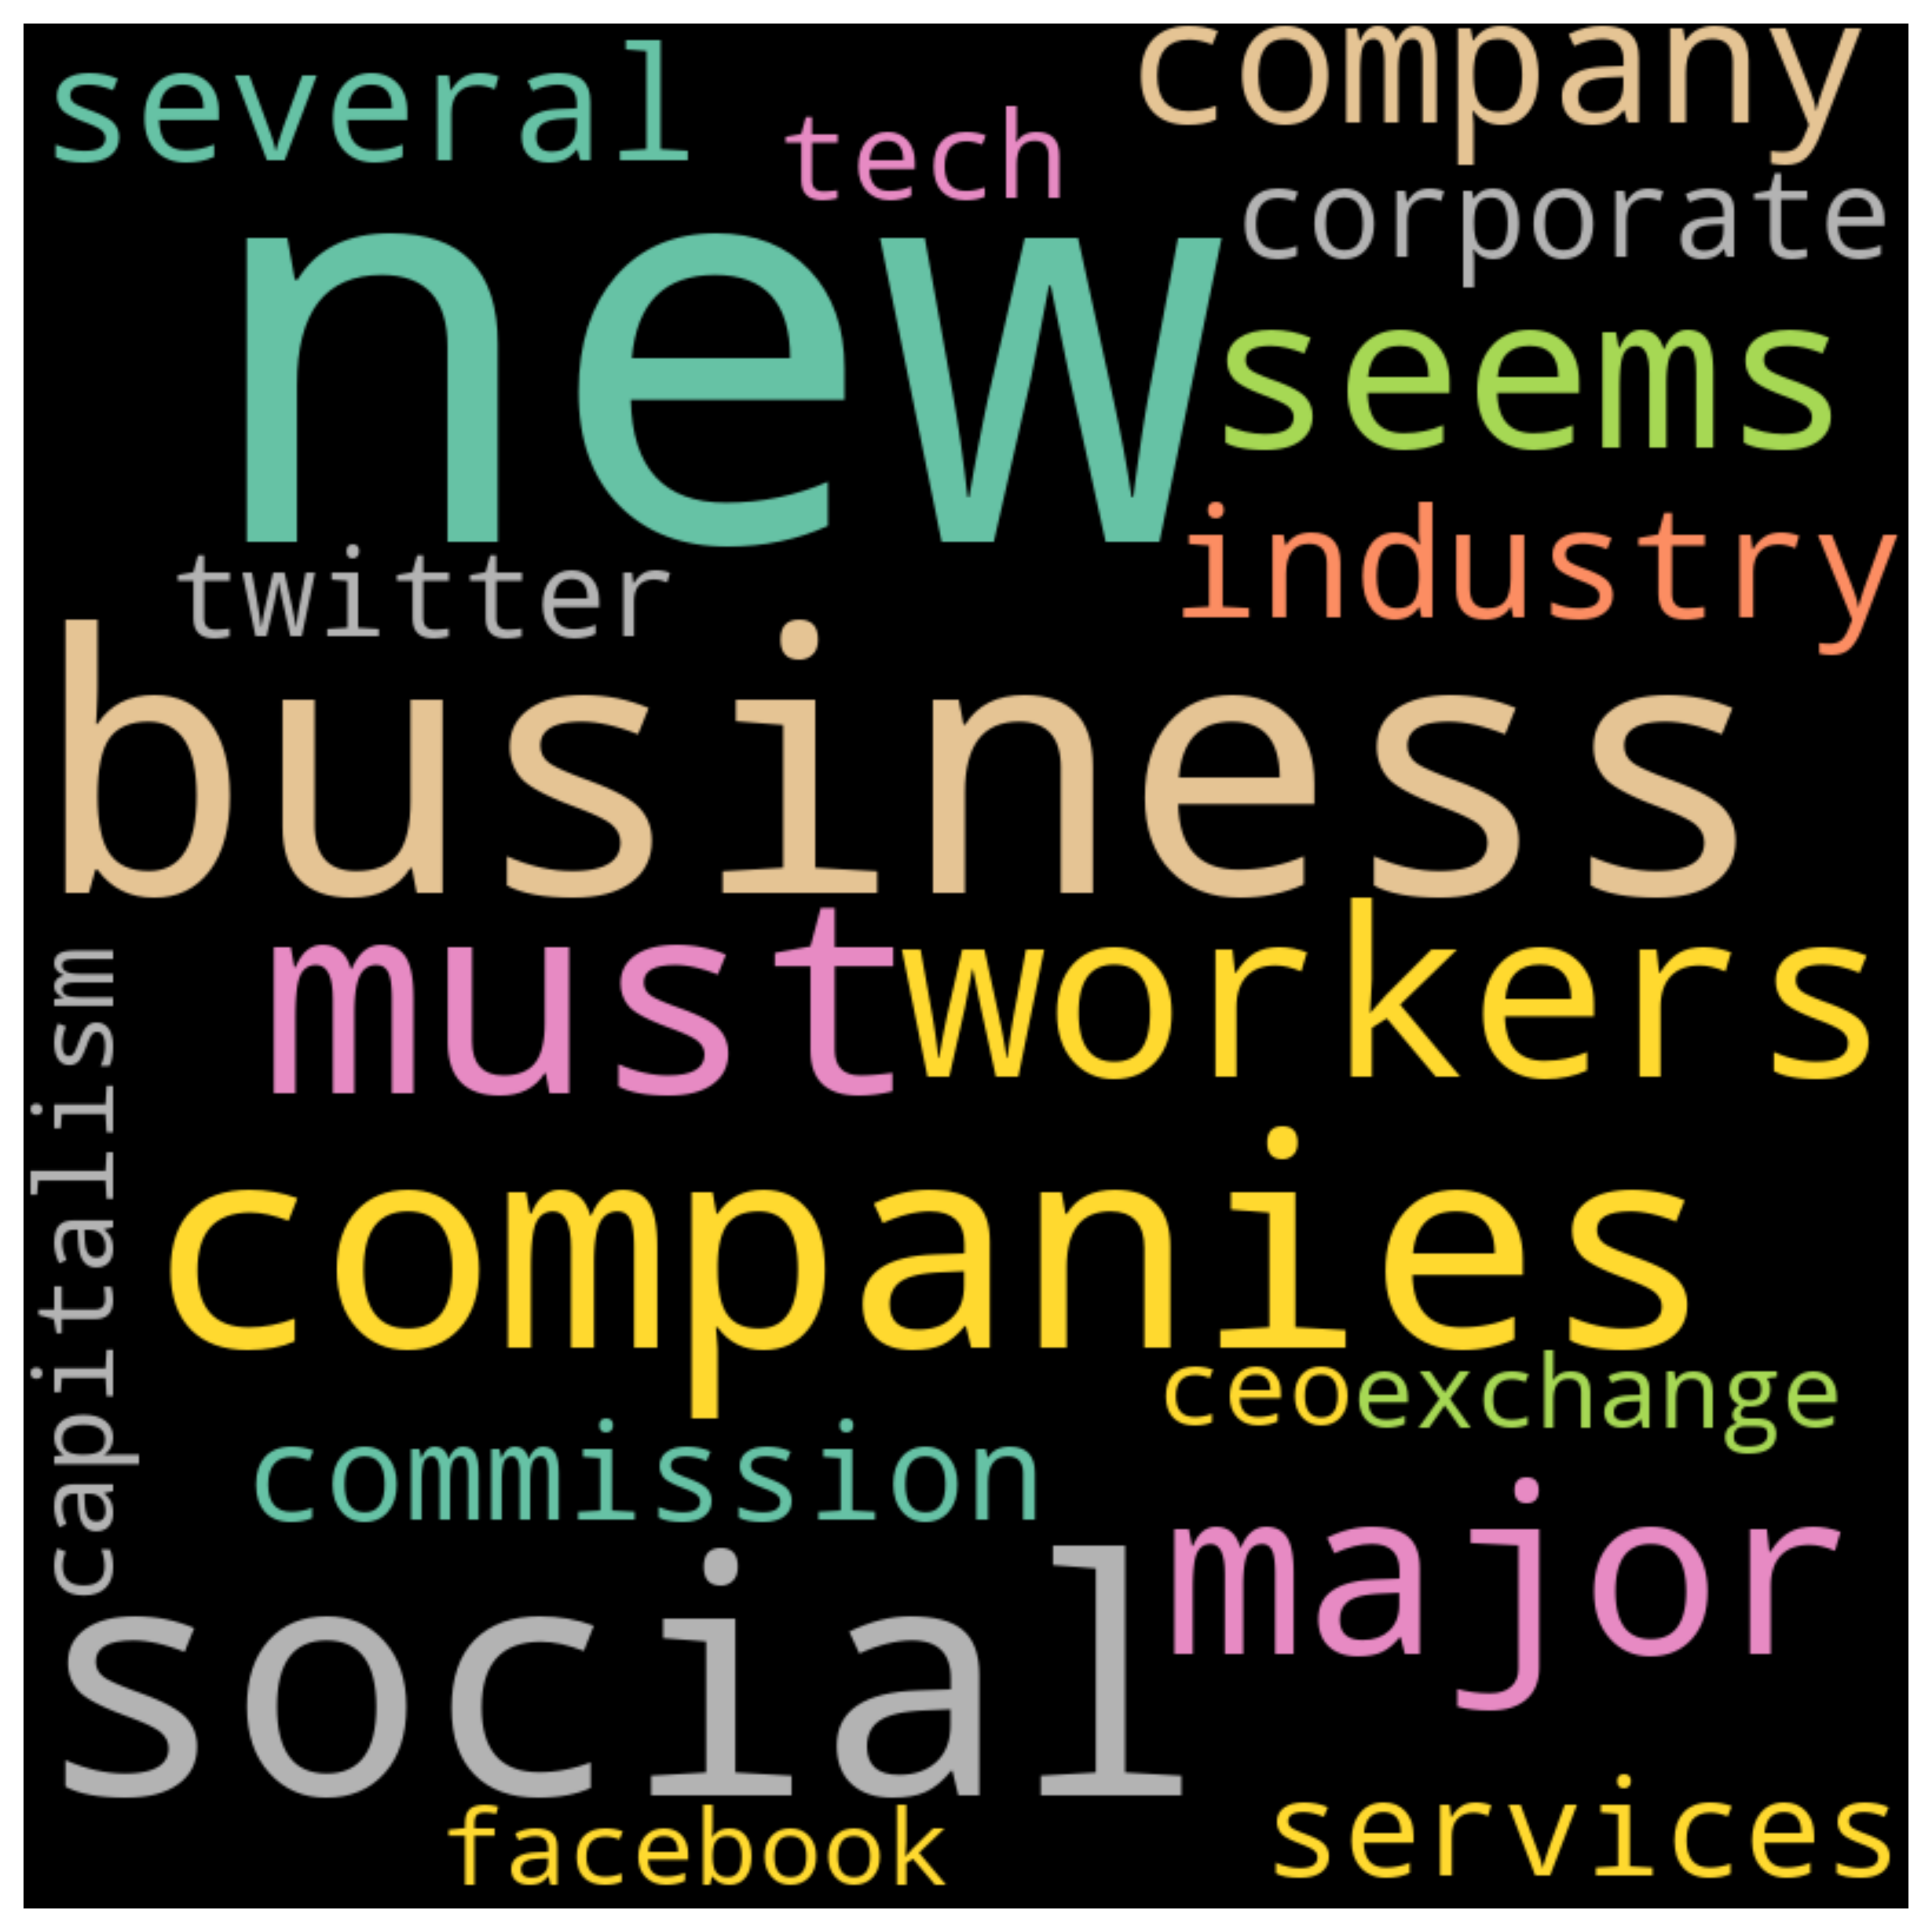 several
company
tech
corporate
new
seems
industry
twitter
business
must
workers
capitalism
companies
ceo
exchange
commission
major
social
facebook
services